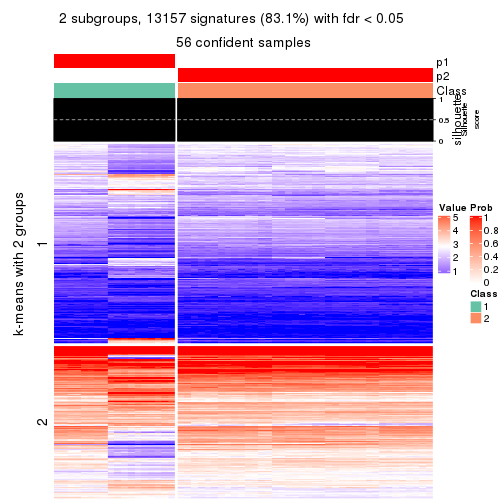 2 subgroups, 13157 signatures (83.1%) with fdr < 0.05
56 confident samples
p1
p2
Class
1
0.5
0
silhouette
Silhouette
score
k-means with 2 groups
1
2
Value
5
4
3
2
1
Prob
1
0.8
0.6
0.4
0.2
0
Class
1
2